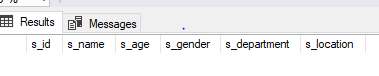 Results Messages
s_id s_name s_age s_gender s_department s_location